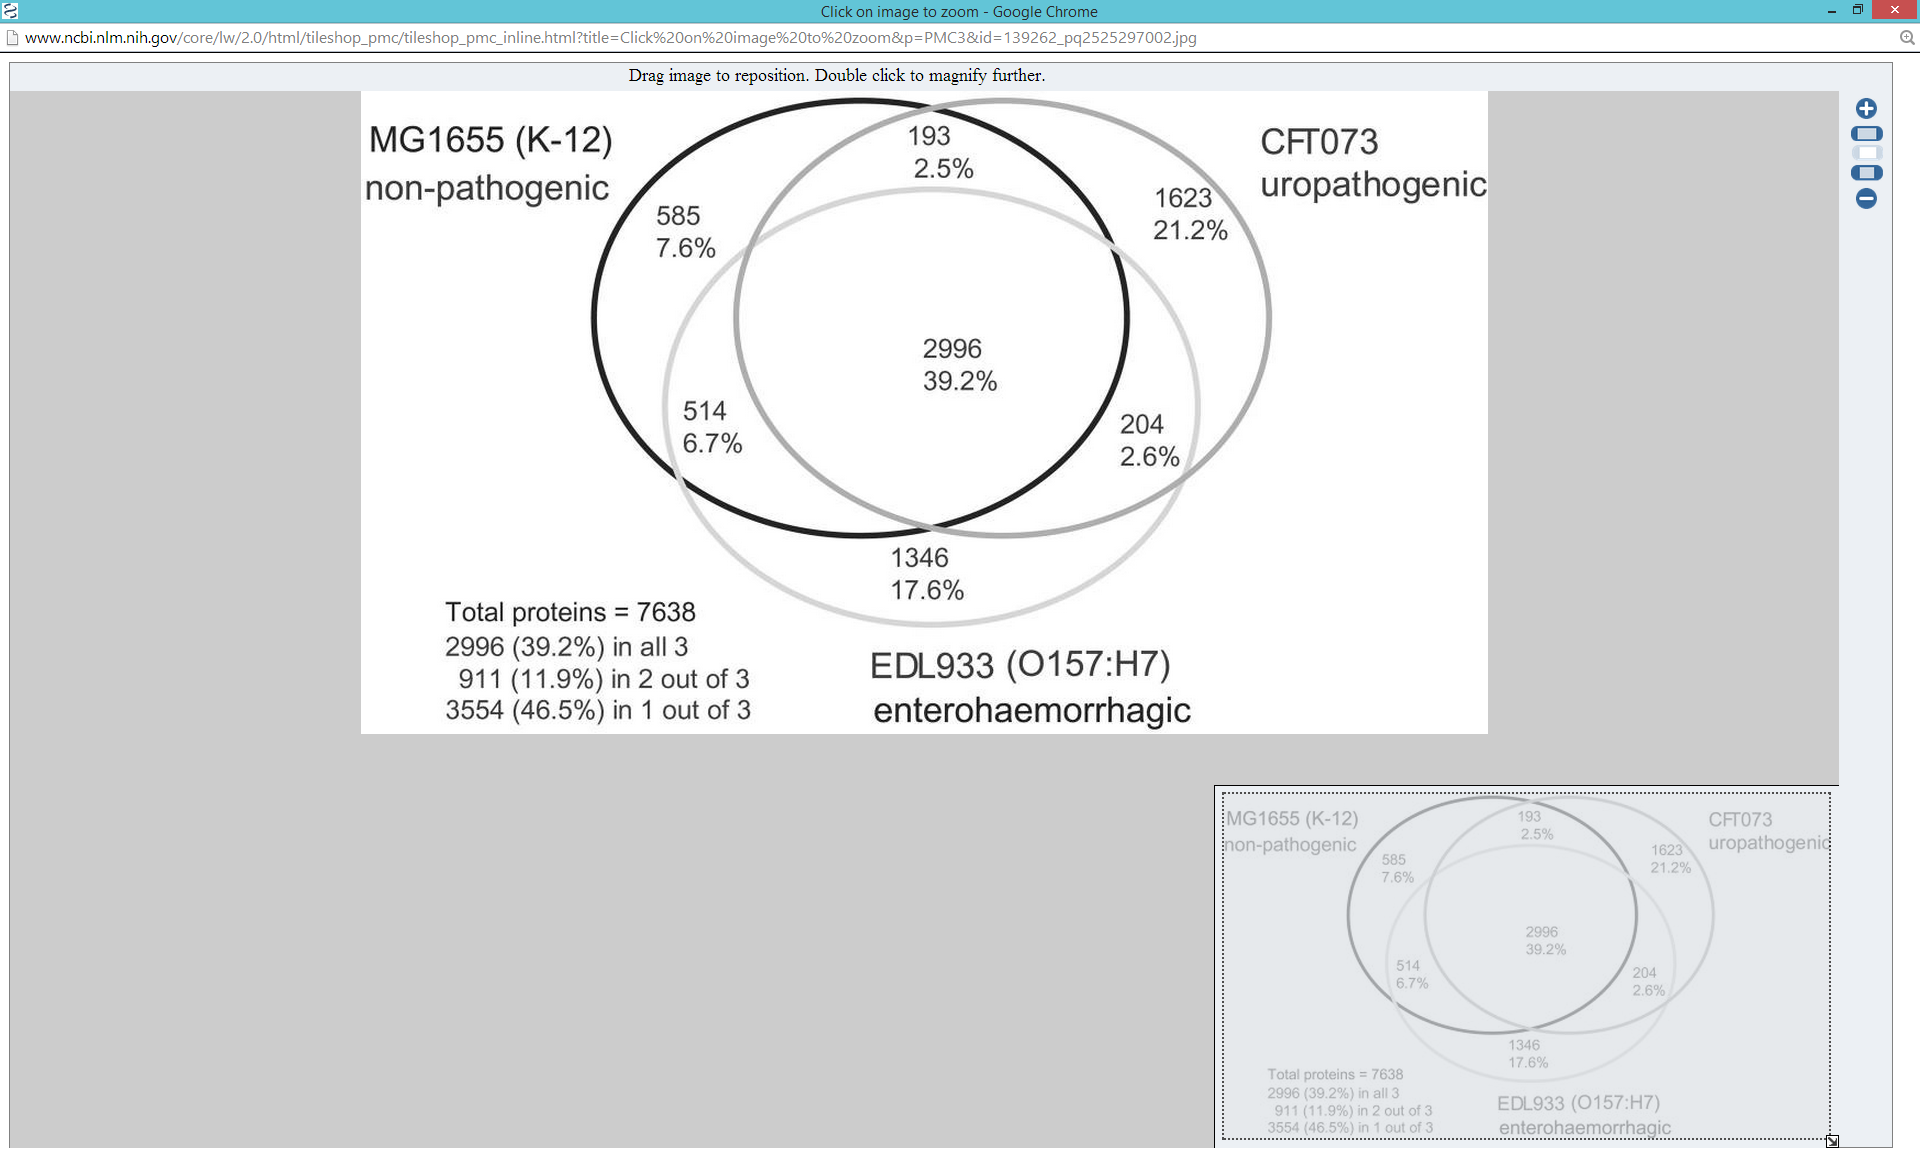 Click on image to zoom - Google Chrome
www.ncbi.nlm.nih.gov/core/lw/2.0/html/tileshop_pmc/tileshop_pmc_inline.html?title=Click%20on%20image%20to%20zoom&p=PMC3&id=139262_pq2525297002.jpg
Drag image to reposition. Double click to magnify further.
MG1655 (K-12)
non-pathogenic
193
2.5%
CFT073
uropathogenic
585
7.6%
1623
21.2%
2996
39.2%
514
6.7%
204
2.6%
1346
17.6%
Total proteins = 7638
2996 (39.2%) in all 3
911 (11.9%) in 2 out of 3
3554 (46.5%) in 1 out of 3
EDL933 (O157:H7)
enterohaemorrhagic
MG1655 (K-12)
non-pathogenic
193
2.5%
CFT073
uropathogenic
585
7.6%
1623
21.2%
2996
39.2%
514
6.7%
204
2.6%
1346
17.6%
Total proteins = 7638
2996 (39.2%) in all 3
911 (11.9%) in 2 out of 3
3554 (46.5%) in 1 out of 3
EDL933 (O157:H7)
enterohaemorrhagic